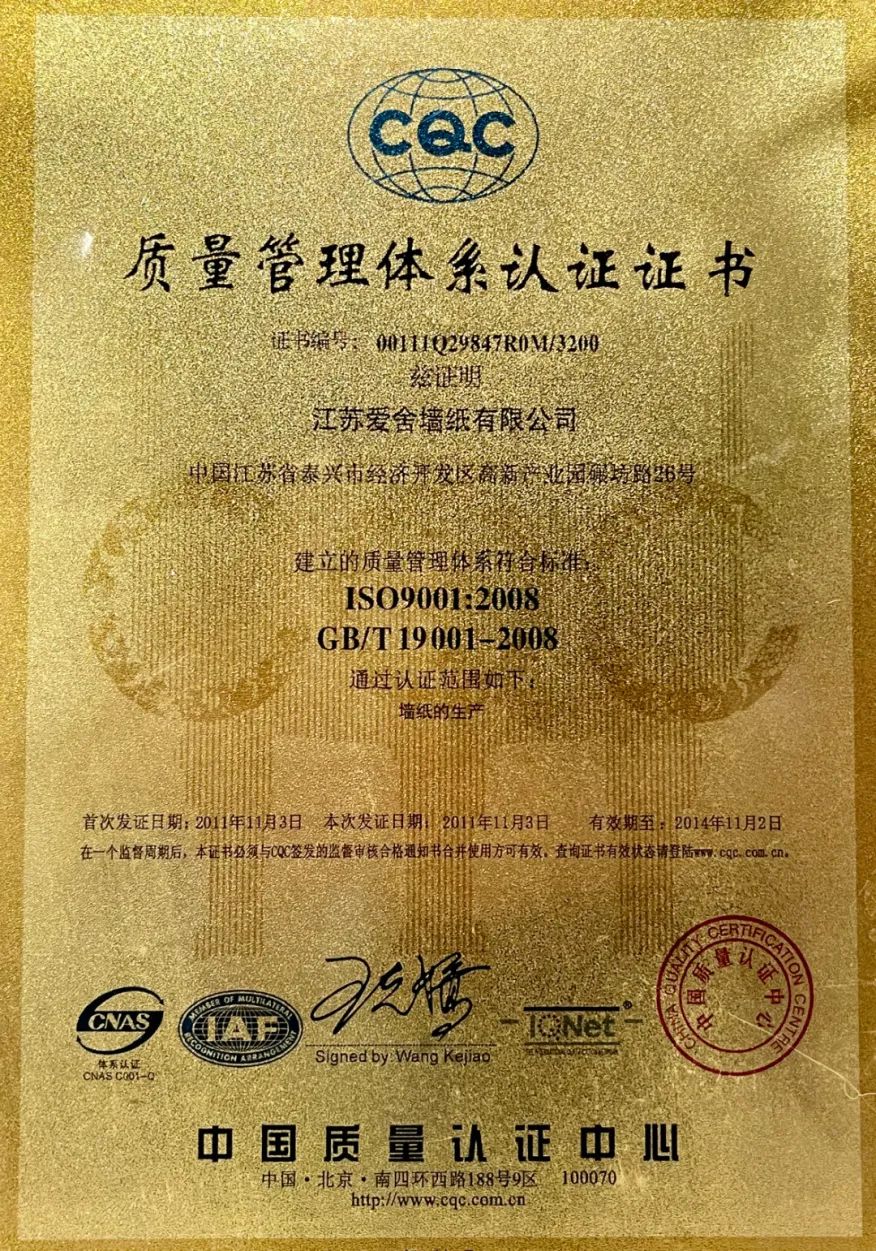 CQC
质量管理体系认证证书
证书编号：00111Q29847R0M/3200
兹证明
江苏爱舍墙纸有限公司
中国江苏省泰兴市经济开发区高新产业园碾坊路26号
建立的质量管理体系符合标准：
ISO9001:2008
GB/T 19001-2008
通过认证范围如下：
墙纸的生产
首次发证日期：2011年11月3日 本次发证日期：2011年11月3日 有效期至：2014年11月2日
在一个监督周期后，本证书必须与CQC签发的监督审核合格通知书合并使用方可有效。查询证书有效状态请登陆www.cqc.com.cn。
CNAS
体系认证
CNAS C001-Q
MEMBER OF MULTILATERAL
IAF
RECOGNITION ARRANGEMENT
王克娇
Signed by: Wang Kejiao
IQNet®
CHINA QUALITY CERTIFICATION CENTRE
中国质量认证中心
中国质量认证中心
中国·北京·南四环西路188号9区 100070
http://www.cqc.com.cn